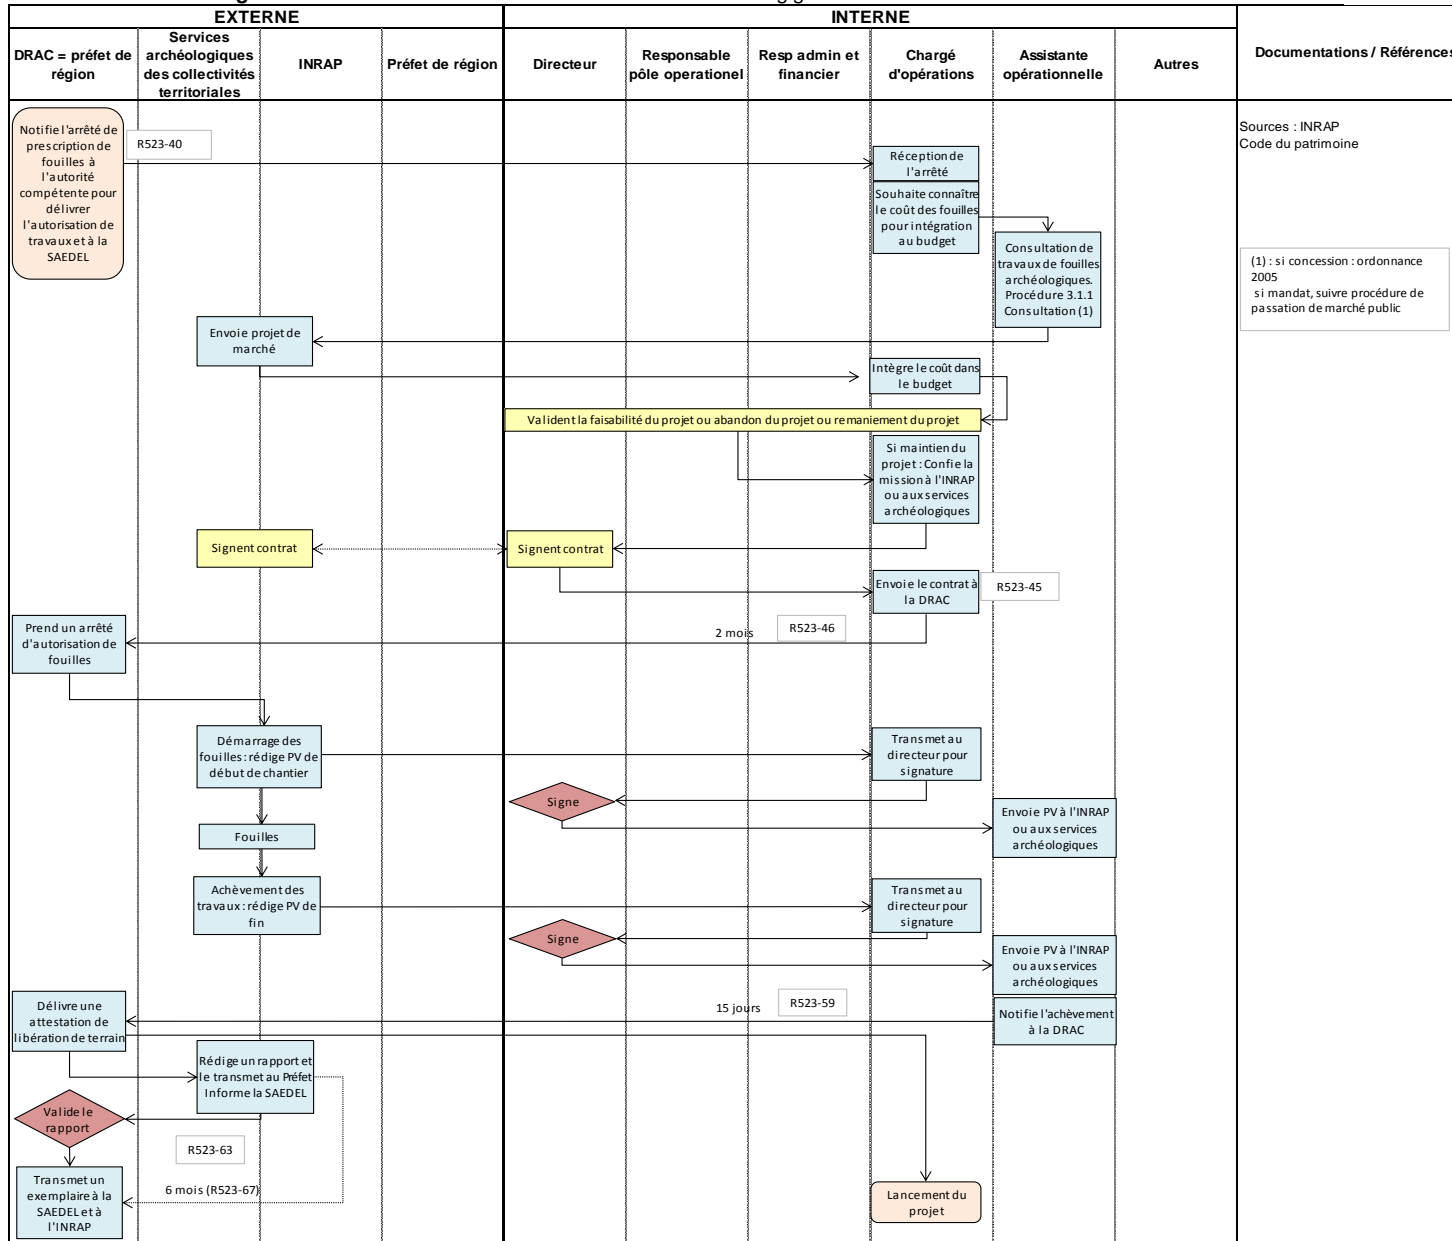 EXTERNE
INTERNE
DRAC = préfet de
région
Services
archéologiques
des collectivités
territoriales
INRAP
Préfet de région
Directeur
Responsable
pôle operationel
Resp admin et
financier
Chargé
d'opérations
Assistante
opérationnelle
Autres
Documentations / Références
Notifie l'arrêté de
prescription de
fouilles à
l'autorité
compétente pour
délivrer
l'autorisation de
travaux et à la
SAEDEL
R523-40
Réception de
l'arrêté
Sources : INRAP
Code du patrimoine
Souhaite connaître
le coût des fouilles
pour intégration
au budget
Consultation de
travaux de fouilles
archéologiques.
Procédure 3.1.1
Consultation (1)
(1) : si concession : ordonnance
2005
si mandat, suivre procédure de
passation de marché public
Envoie projet de
marché
Intègre le coût dans
le budget
Valident la faisabilité du projet ou abandon du projet ou remaniement du projet
Si maintien du
projet : Confie la
mission à l'INRAP
ou aux services
archéologiques
Signent contrat
Signent contrat
Envoie le contrat à
la DRAC
R523-45
Prend un arrêté
d'autorisation de
fouilles
2 mois
R523-46
Démarrage des
fouilles : rédige PV de
début de chantier
Transmet au
directeur pour
signature
Signe
Envoie PV à l'INRAP
ou aux services
archéologiques
Fouilles
Achèvement des
travaux : rédige PV de
fin
Transmet au
directeur pour
signature
Signe
Envoie PV à l'INRAP
ou aux services
archéologiques
Délivre une
attestation de
libération de terrain
15 jours
R523-59
Notifie l'achèvement
à la DRAC
Rédige un rapport et
le transmet au Préfet
Informe la SAEDEL
Valide le
rapport
R523-63
Transmet un
exemplaire à la
SAEDEL et à
l'INRAP
6 mois (R523-67)
Lancement du
projet